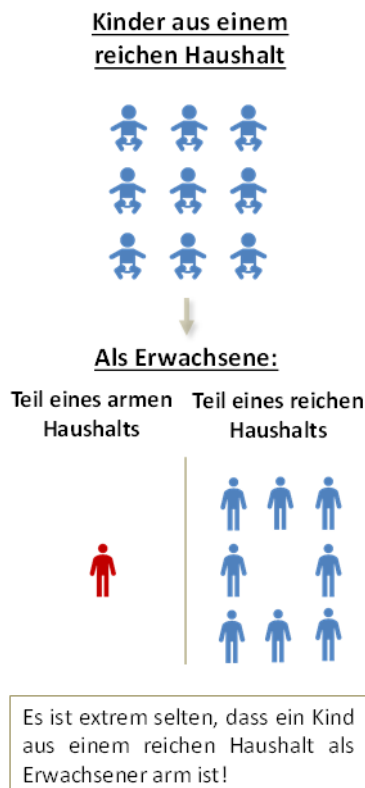 Kinder aus einem
reichen Haushalt
Als Erwachsene:
Teil eines armen
Haushalts
Teil eines reichen
Haushalts
Es ist extrem selten, dass ein Kind
aus einem reichen Haushalt als
Erwachsener arm ist!